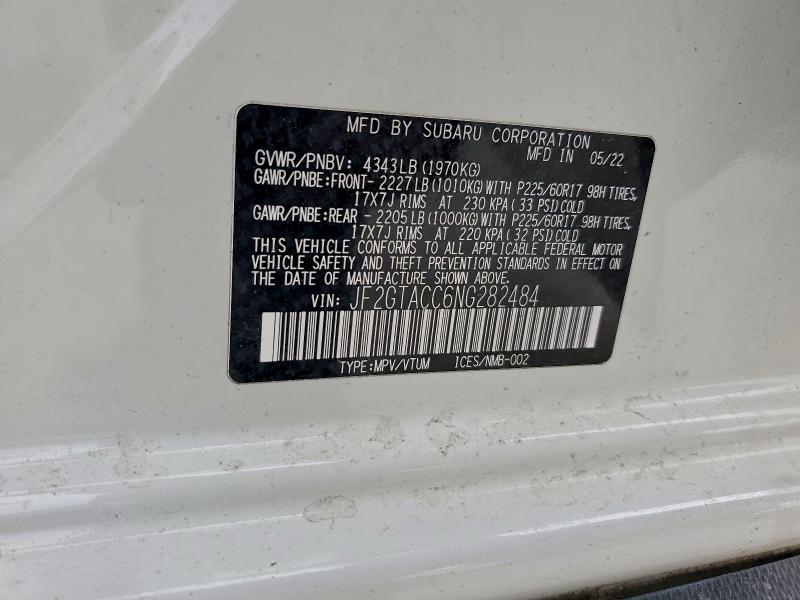 MFD BY SUBARU CORPORATION
MFD IN 05/22
GVWR/PNBV: 4343LB (1970KG)
GAWR/PNBE:FRONT- 2227LB (1010KG) WITH P225/60R17 98H TIRES,
17X7J RIMS AT 230 KPA (33 PSI) COLD
GAWR/PNBE:REAR - 2205LB (1000KG) WITH P225/60R17 98H TIRES,
17X7J RIMS AT 220 KPA (32 PSI) COLD
THIS VEHICLE CONFORMS TO ALL APPLICABLE FEDERAL MOTOR
VEHICLE SAFETY AND THEFT PREVENTION STANDARDS IN EFFECT ON
THE DATE OF MANUFACTURE SHOWN ABOVE.
VIN: JF2GTACC6NG282484
TYPE:MPV/VTUM ICES/NMB-002